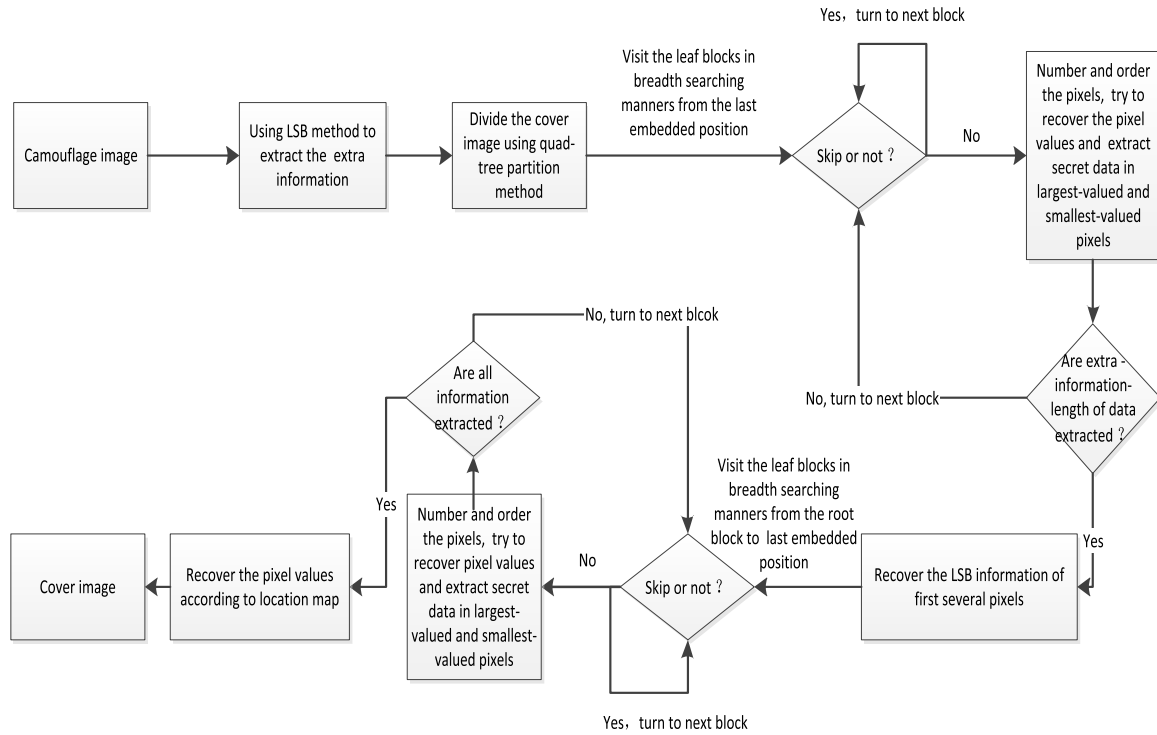 Yes，turn to next block
Visit the leaf blocks in
breadth searching
manners from the last
embedded position
Camouflage image
Using LSB method to
extract the extra
information
Divide the cover
image using quad-
tree partition
method
Skip or not？
No
Number and order
the pixels, try to
recover the pixel
values and extract
secret data in
largest-valued and
smallest-valued
pixels
Are extra -
information-
length of data
extracted？
No, turn to next block
Yes
Recover the LSB information of
first several pixels
Visit the leaf blocks in
breadth searching
manners from the root
block to last embedded
position
Skip or not？
Yes，turn to next block
No
Number and order
the pixels, try to
recover pixel values
and extract secret
data in largest-
valued and smallest-
valued pixels
Are all
information
extracted？
No, turn to next blcok
Yes
Recover the pixel values
according to location map
Cover image